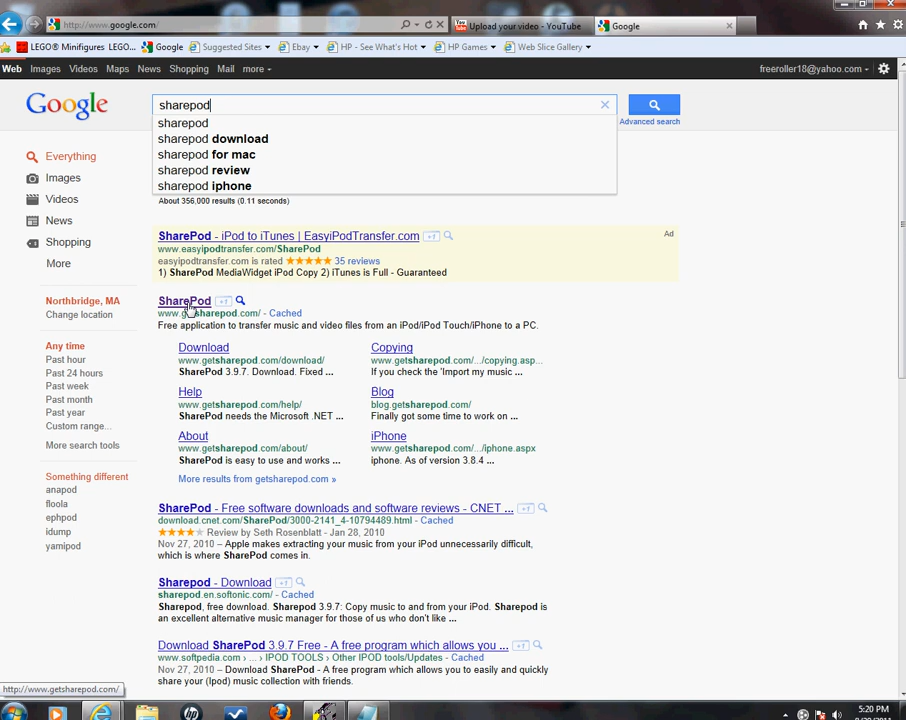 http://www.google.com/
Upload your video - YouTube
Google
LEGO® Minifigures LEGO...
Google
Suggested Sites
Ebay
HP - See What's Hot
HP Games
Web Slice Gallery
Web Images Videos Maps News Shopping Mail more
freeroller18@yahoo.com
Google
sharepod
Advanced search
sharepod
sharepod download
sharepod for mac
sharepod review
sharepod iphone
About 356,000 results (0.11 seconds)
Everything
Images
Videos
News
Shopping
More
Northbridge, MA
Change location
Any time
Past hour
Past 24 hours
Past week
Past month
Past year
Custom range...
More search tools
Something different
anapod
floola
ephpod
idump
yamipod
SharePod - iPod to iTunes | EasyiPodTransfer.com +1
Ad
www.easyipodtransfer.com/SharePod
easyipodtransfer.com is rated ★★★★★ 35 reviews
1) SharePod MediaWidget iPod Copy 2) iTunes is Full - Guaranteed
SharePod +1
www.getsharepod.com/ - Cached
Free application to transfer music and video files from an iPod/iPod Touch/iPhone to a PC.
Download
www.getsharepod.com/download/
SharePod 3.9.7. Download. Fixed ...
Copying
www.getsharepod.com/.../copying.asp...
If you check the 'Import my music ...
Help
www.getsharepod.com/help/
SharePod needs the Microsoft .NET ...
Blog
blog.getsharepod.com/
Finally got some time to work on ...
About
www.getsharepod.com/about/
SharePod is easy to use and works ...
iPhone
www.getsharepod.com/.../iphone.aspx
iphone. As of version 3.8.4 ...
More results from getsharepod.com »
SharePod - Free software downloads and software reviews - CNET ... +1
download.cnet.com/SharePod/3000-2141_4-10794489.html - Cached
★★★★★ Review by Seth Rosenblatt - Jan 28, 2010
Nov 27, 2010 – Apple makes extracting your music from your iPod unnecessarily difficult,
which is where SharePod comes in.
Sharepod - Download +1
sharepod.en.softonic.com/ - Cached
Sharepod, free download. Sharepod 3.9.7: Copy music to and from your iPod. Sharepod is
an excellent alternative music manager for those of us who don't like ...
Download SharePod 3.9.7 Free - A free program which allows you ... +1
www.softpedia.com › ... › IPOD TOOLS › Other IPOD tools/Updates - Cached
Nov 27, 2010 – Download SharePod - A free program which allows you to easily and quickly
share your (Ipod) music collection with friends.
http://www.getsharepod.com/
5:20 PM